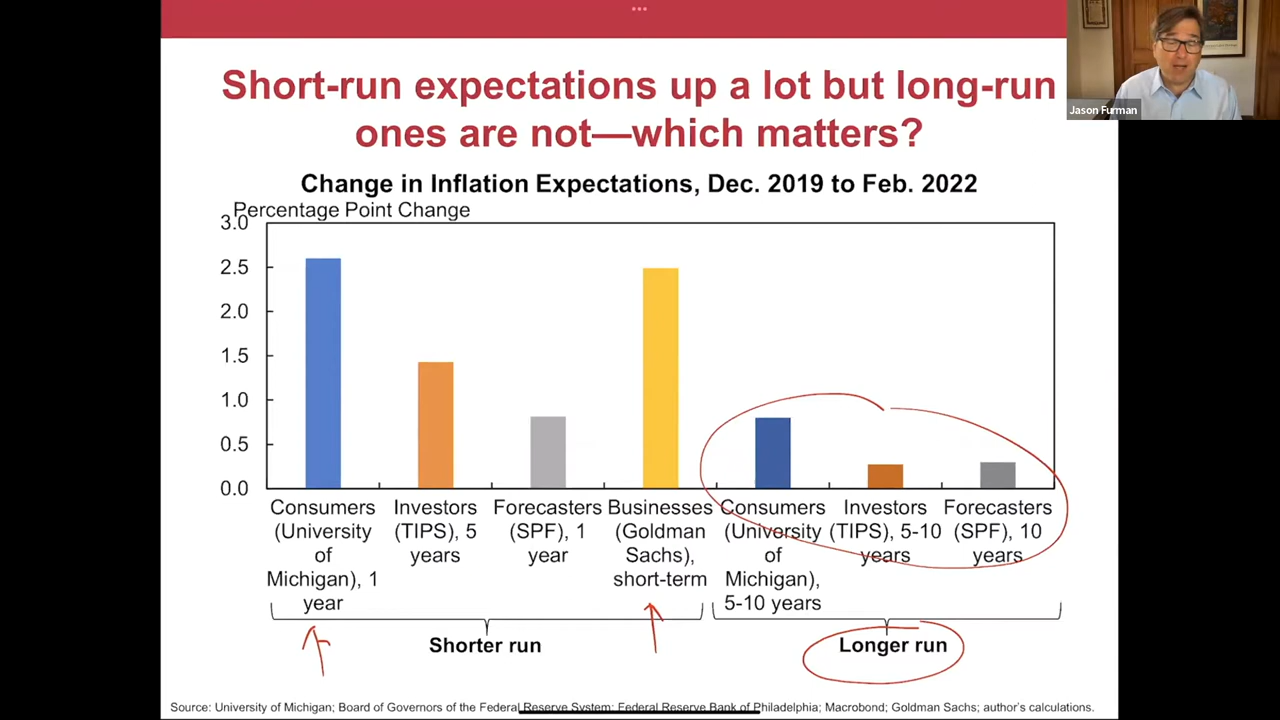 Short-run expectations up a lot but long-run
ones are not—which matters?
Jason Furman
Change in Inflation Expectations, Dec. 2019 to Feb. 2022
Percentage Point Change
3.0
2.5
2.0
1.5
1.0
0.5
0.0
Consumers
(University
of
Michigan), 1
year
Investors
(TIPS), 5
years
Forecasters
(SPF), 1
year
Businesses
(Goldman
Sachs),
short-term
Consumers
(University
of
Michigan),
5-10 years
Investors
(TIPS), 5-10
years
Forecasters
(SPF), 10
years
Shorter run
Longer run
Source: University of Michigan; Board of Governors of the Federal Reserve System; Federal Reserve Bank of Philadelphia; Macrobond; Goldman Sachs; author's calculations.